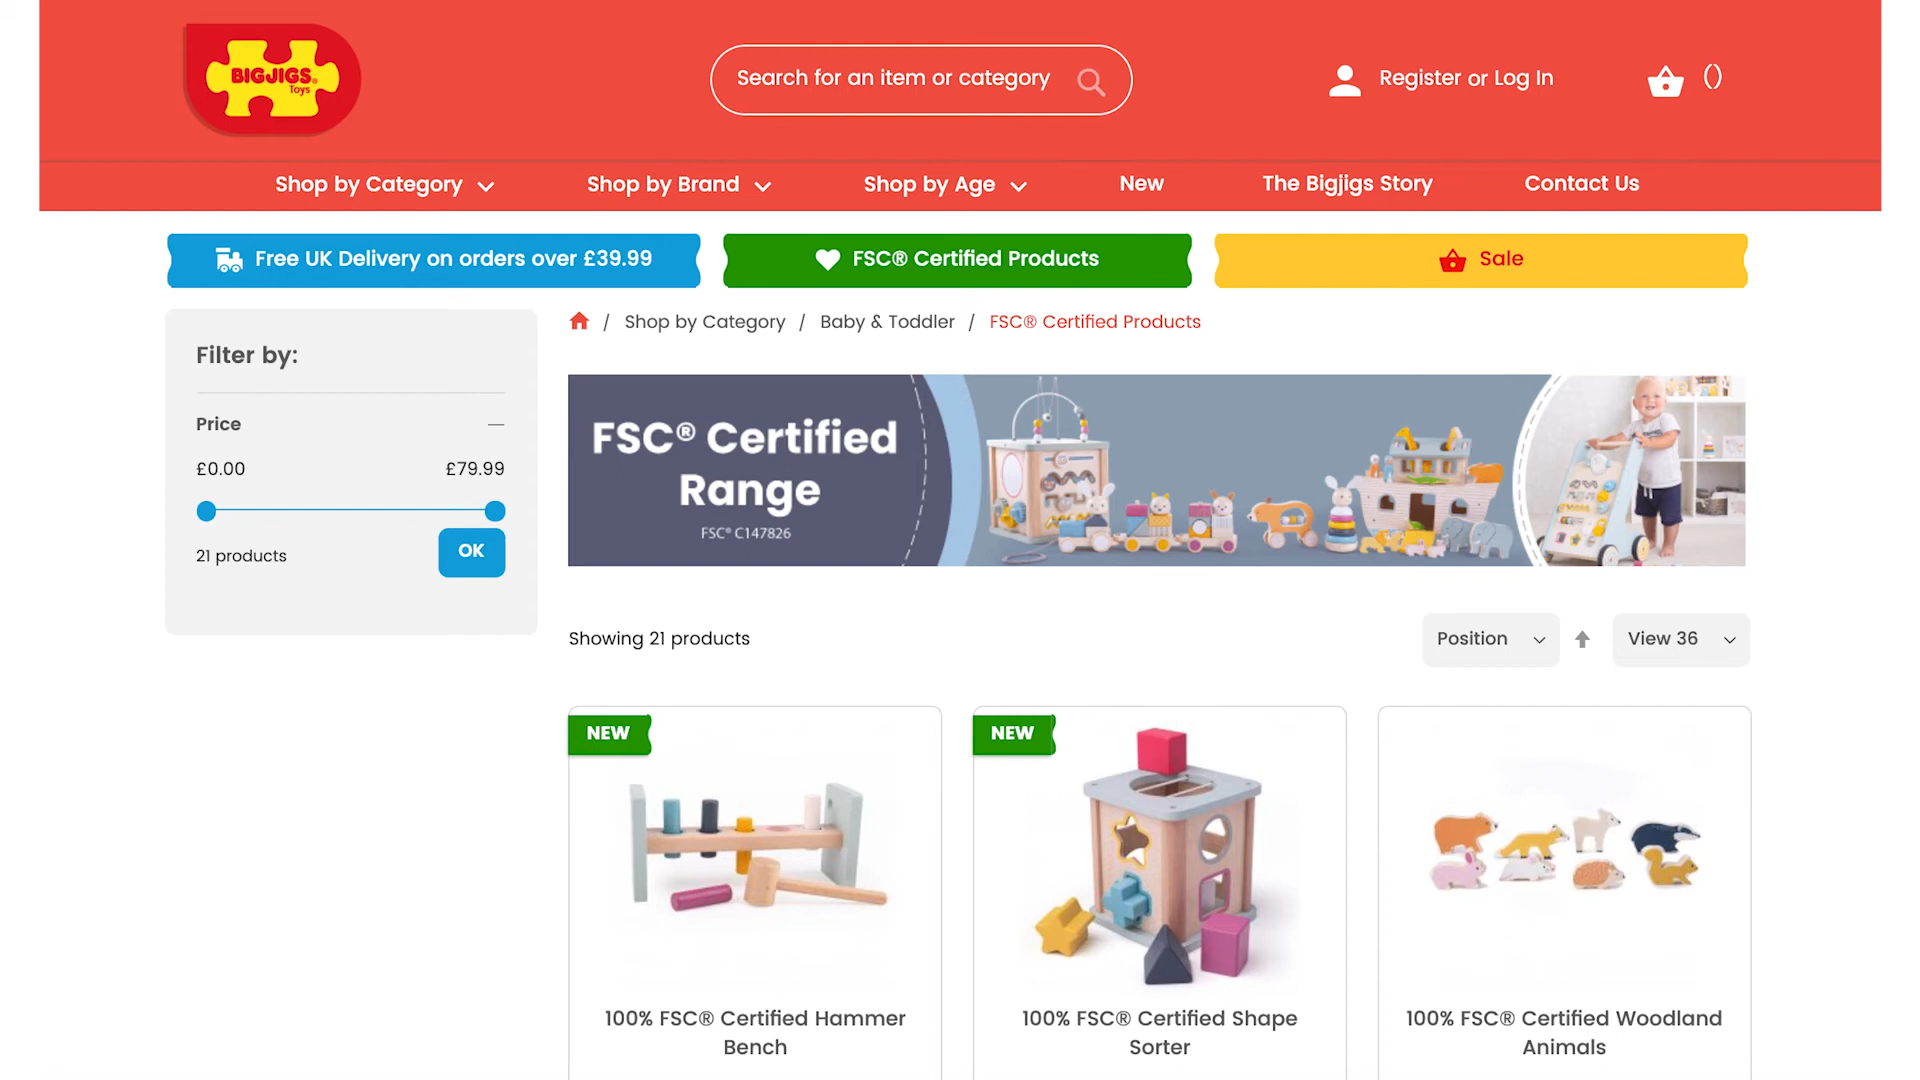 BIGJIGS
Toys
Search for an item or category
Register or Log In
()
Shop by Category
Shop by Brand
Shop by Age
New
The Bigjigs Story
Contact Us
Free UK Delivery on orders over £39.99
FSC® Certified Products
Sale
/ Shop by Category / Baby & Toddler / FSC® Certified Products
Filter by:
Price
£0.00
£79.99
21 products
OK
FSC® Certified
Range
FSC® C147826
Showing 21 products
Position
View 36
NEW
NEW
100% FSC® Certified Hammer
Bench
100% FSC® Certified Shape
Sorter
100% FSC® Certified Woodland
Animals